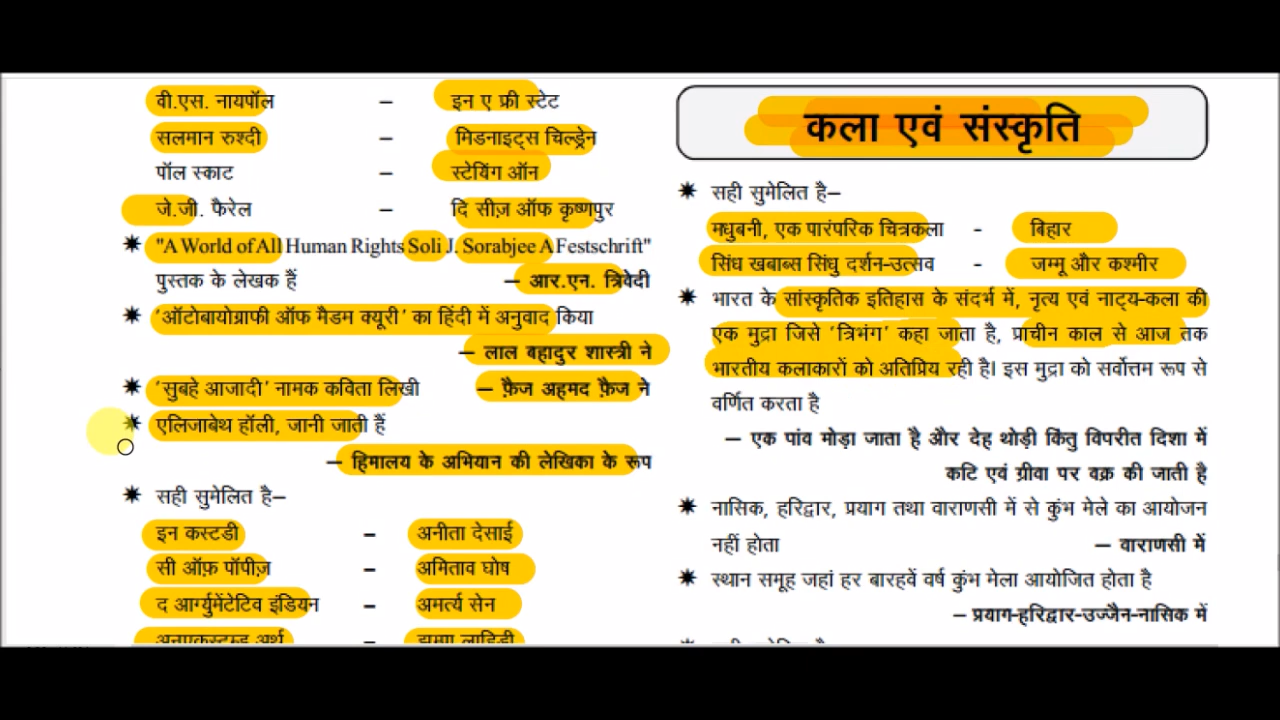 वी.एस. नायपॉल – इन ए फ्री स्टेट
सलमान रुश्दी – मिडनाइट्स चिल्ड्रेन
पॉल स्काट – स्टेयिंग ऑन
जे.जी. फैरेल – दि सीज़ ऑफ कृष्णपुर
✷ "A World of All Human Rights Soli J. Sorabjee A Festschrift"
पुस्तक के लेखक हैं – आर.एन. त्रिवेदी
✷ 'ऑटोबायोग्राफी ऑफ मैडम क्यूरी' का हिंदी में अनुवाद किया
– लाल बहादुर शास्त्री ने
✷ 'सुबहे आजादी' नामक कविता लिखी – फ़ैज अहमद फ़ैज ने
✷ एलिजाबेथ हॉली, जानी जाती हैं
– हिमालय के अभियान की लेखिका के रूप
✷ सही सुमेलित है–
इन कस्टडी – अनीता देसाई
सी ऑफ़ पॉपीज़ – अमिताव घोष
द आर्ग्युमेंटेटिव इंडियन – अमर्त्य सेन
कला एवं संस्कृति
✷ सही सुमेलित है–
मधुबनी, एक पारंपरिक चित्रकला - बिहार
सिंध खबाब्स सिंघु दर्शन-उत्सव - जम्मू और कश्मीर
✷ भारत के सांस्कृतिक इतिहास के संदर्भ में, नृत्य एवं नाट्य-कला की
एक मुद्रा जिसे 'त्रिभंग' कहा जाता है, प्राचीन काल से आज तक
भारतीय कलाकारों को अतिप्रिय रही है। इस मुद्रा को सर्वोत्तम रूप से
वर्णित करता है
– एक पांव मोड़ा जाता है और देह थोड़ी किंतु विपरीत दिशा में
कटि एवं ग्रीवा पर वक्र की जाती है
✷ नासिक, हरिद्वार, प्रयाग तथा वाराणसी में से कुंभ मेले का आयोजन
नहीं होता – वाराणसी में
✷ स्थान समूह जहां हर बारहवें वर्ष कुंभ मेला आयोजित होता है
– प्रयाग-हरिद्वार-उज्जैन-नासिक में